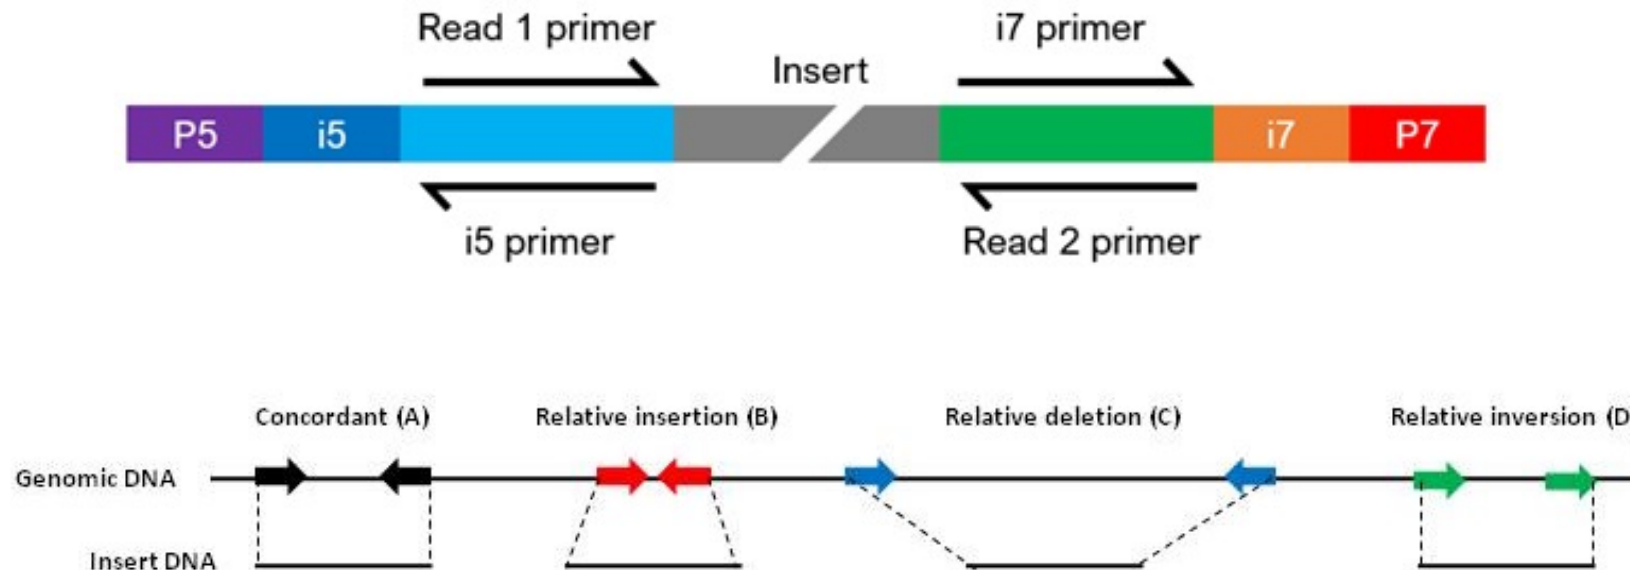 Read 1 primer
i7 primer
Insert
P5
i5
i7
P7
i5 primer
Read 2 primer
Concordant (A)
Relative insertion (B)
Relative deletion (C)
Relative inversion (D
Genomic DNA
Insert DNA